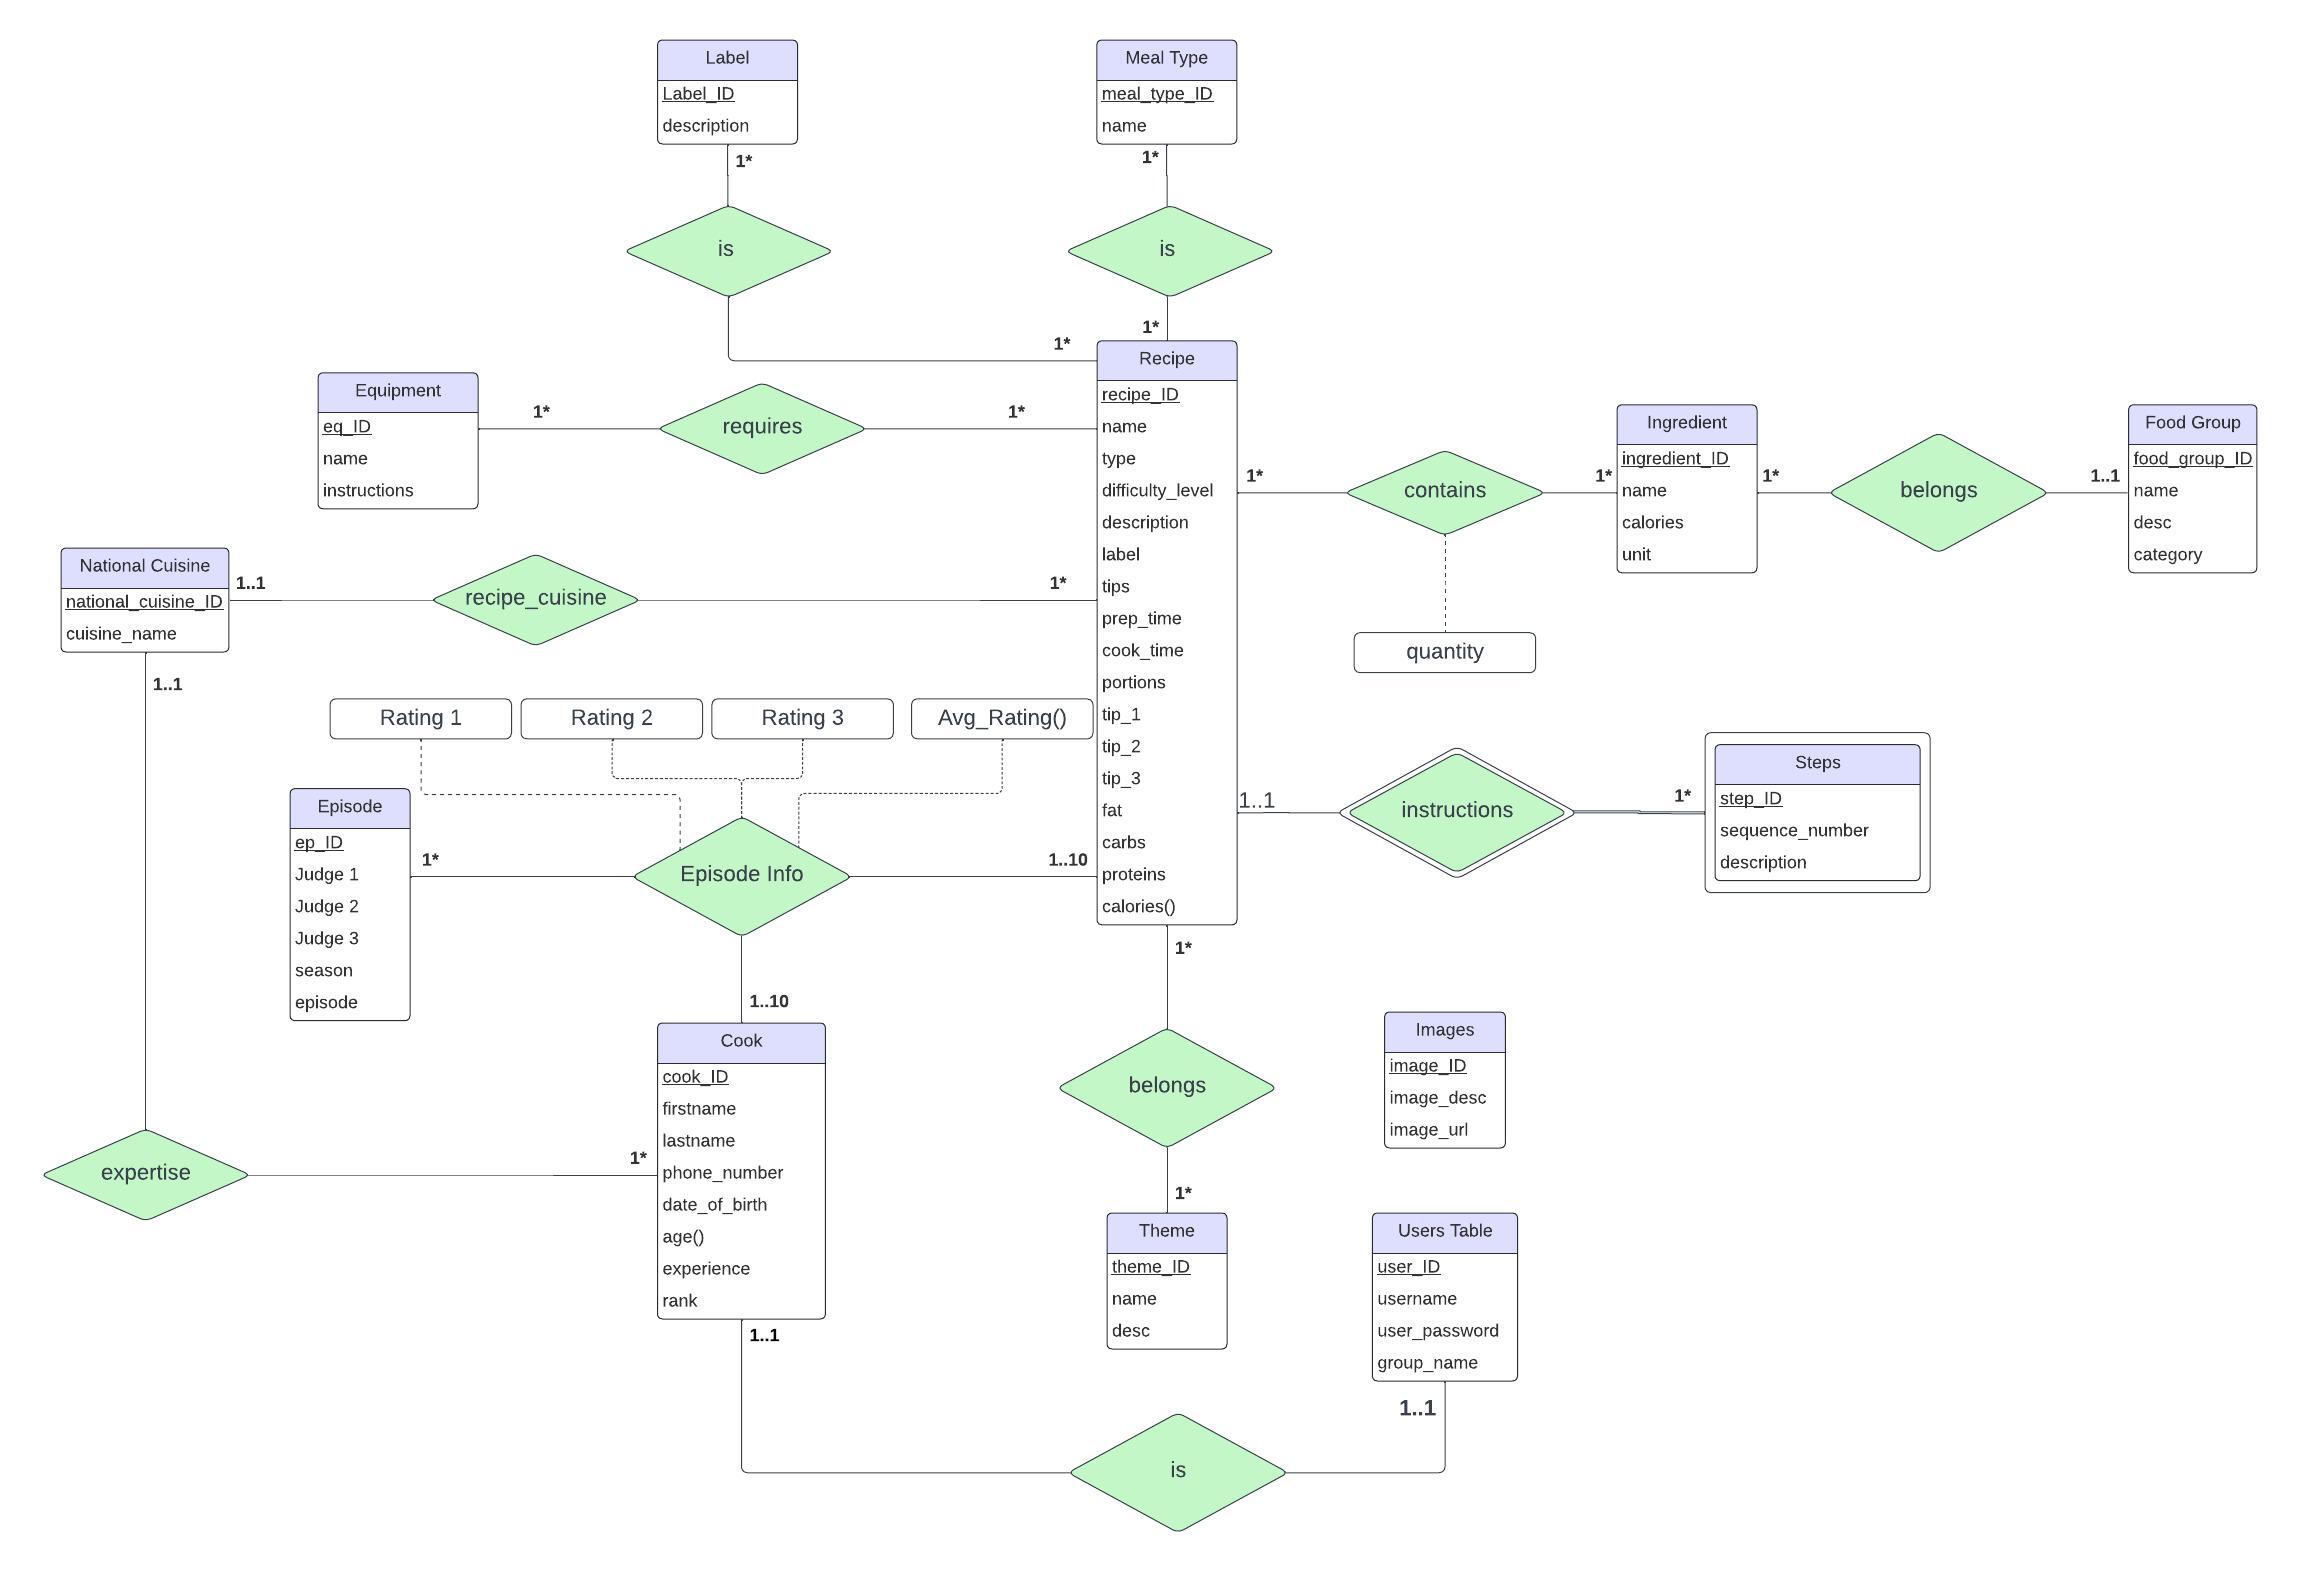 Label
Label_ID
description
Meal Type
meal_type_ID
name
1*
1*
is
is
1*
1*
Equipment
eq_ID
name
instructions
1*
requires
1*
Recipe
recipe_ID
name
type
difficulty_level
description
label
tips
prep_time
cook_time
portions
tip_1
tip_2
tip_3
fat
carbs
proteins
calories()
1*
contains
1*
quantity
Ingredient
ingredient_ID
name
calories
unit
1*
belongs
1..1
Food Group
food_group_ID
name
desc
category
National Cuisine
national_cuisine_ID
cuisine_name
1..1
recipe_cuisine
1*
1..1
Rating 1
Rating 2
Rating 3
Avg_Rating()
Episode
ep_ID
Judge 1
Judge 2
Judge 3
season
episode
1*
Episode Info
1..10
1..10
1..1
instructions
1*
Steps
step_ID
sequence_number
description
expertise
1*
Cook
cook_ID
firstname
lastname
phone_number
date_of_birth
age()
experience
rank
1..1
1*
belongs
1*
Theme
theme_ID
name
desc
Images
image_ID
image_desc
image_url
Users Table
user_ID
username
user_password
group_name
1..1
is